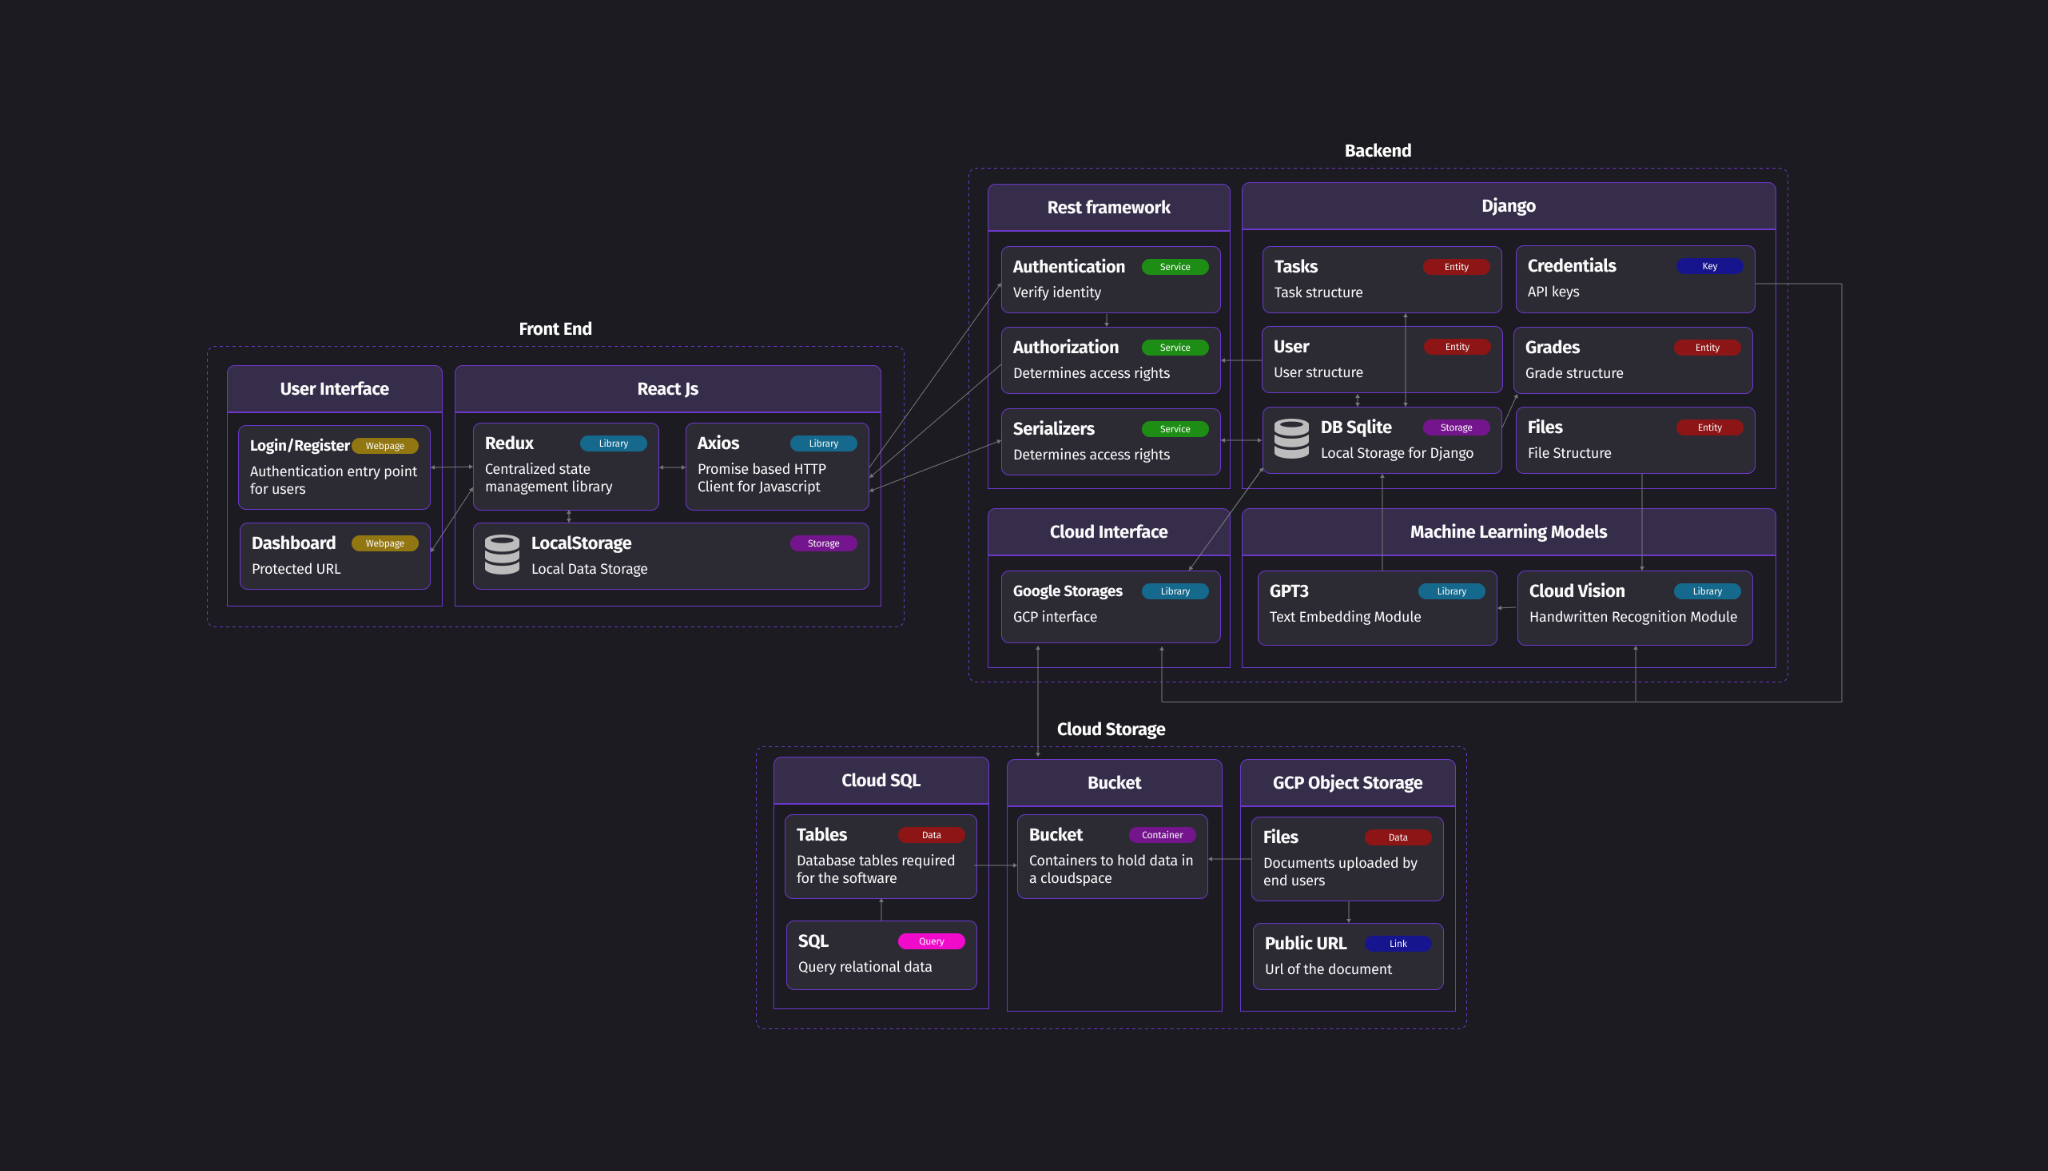 Front End
User Interface
Login/Register Webpage
Authentication entry point
for users
Dashboard Webpage
Protected URL
React Js
Redux Library
Centralized state
management library
Axios Library
Promise based HTTP
Client for Javascript
LocalStorage Storage
Local Data Storage
Backend
Rest framework
Authentication Service
Verify identity
Authorization Service
Determines access rights
Serializers Service
Determines access rights
Django
Tasks Entity
Task structure
Credentials Key
API keys
User Entity
User structure
Grades Entity
Grade structure
DB Sqlite Storage
Local Storage for Django
Files Entity
File Structure
Cloud Interface
Google Storages Library
GCP interface
Machine Learning Models
GPT3 Library
Text Embedding Module
Cloud Vision Library
Handwritten Recognition Module
Cloud Storage
Cloud SQL
Tables Data
Database tables required
for the software
SQL Query
Query relational data
Bucket
Bucket Container
Containers to hold data in
a cloudspace
GCP Object Storage
Files Data
Documents uploaded by
end users
Public URL Link
Url of the document